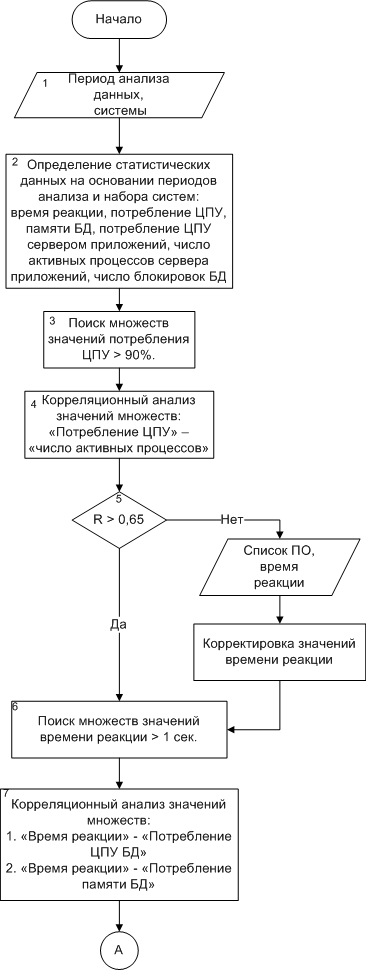 Начало
1
Период анализа
данных,
системы
2
Определение статистических
данных на основании периодов
анализа и набора систем:
время реакции, потребление ЦПУ,
памяти БД, потребление ЦПУ
сервером приложений, число
активных процессов сервера
приложений, число блокировок БД
3
Поиск множеств
значений потребления
ЦПУ > 90%.
4
Корреляционный анализ
значений множеств:
«Потребление ЦПУ» –
«число активных процессов»
5
R > 0,65
Нет
Список ПО,
время
реакции
Корректировка значений
времени реакции
Да
6
Поиск множеств значений
времени реакции > 1 сек.
7
Корреляционный анализ значений
множеств:
1. «Время реакции» - «Потребление
ЦПУ БД»
2. «Время реакции» - «Потребление
памяти БД»
А